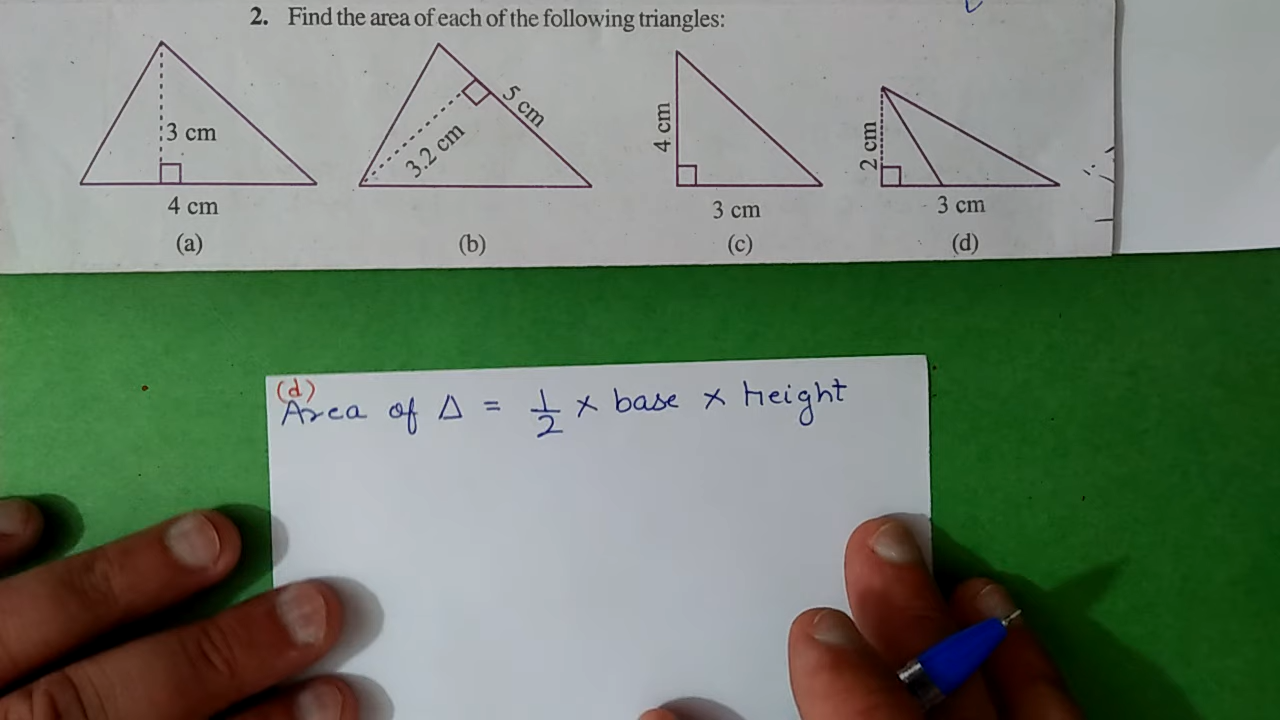 2. Find the area of each of the following triangles:
3 cm
4 cm
(a)
5 cm
3.2 cm
(b)
4 cm
3 cm
(c)
2 cm
3 cm
(d)
(d)
Area of Δ = 1/2 × base × height